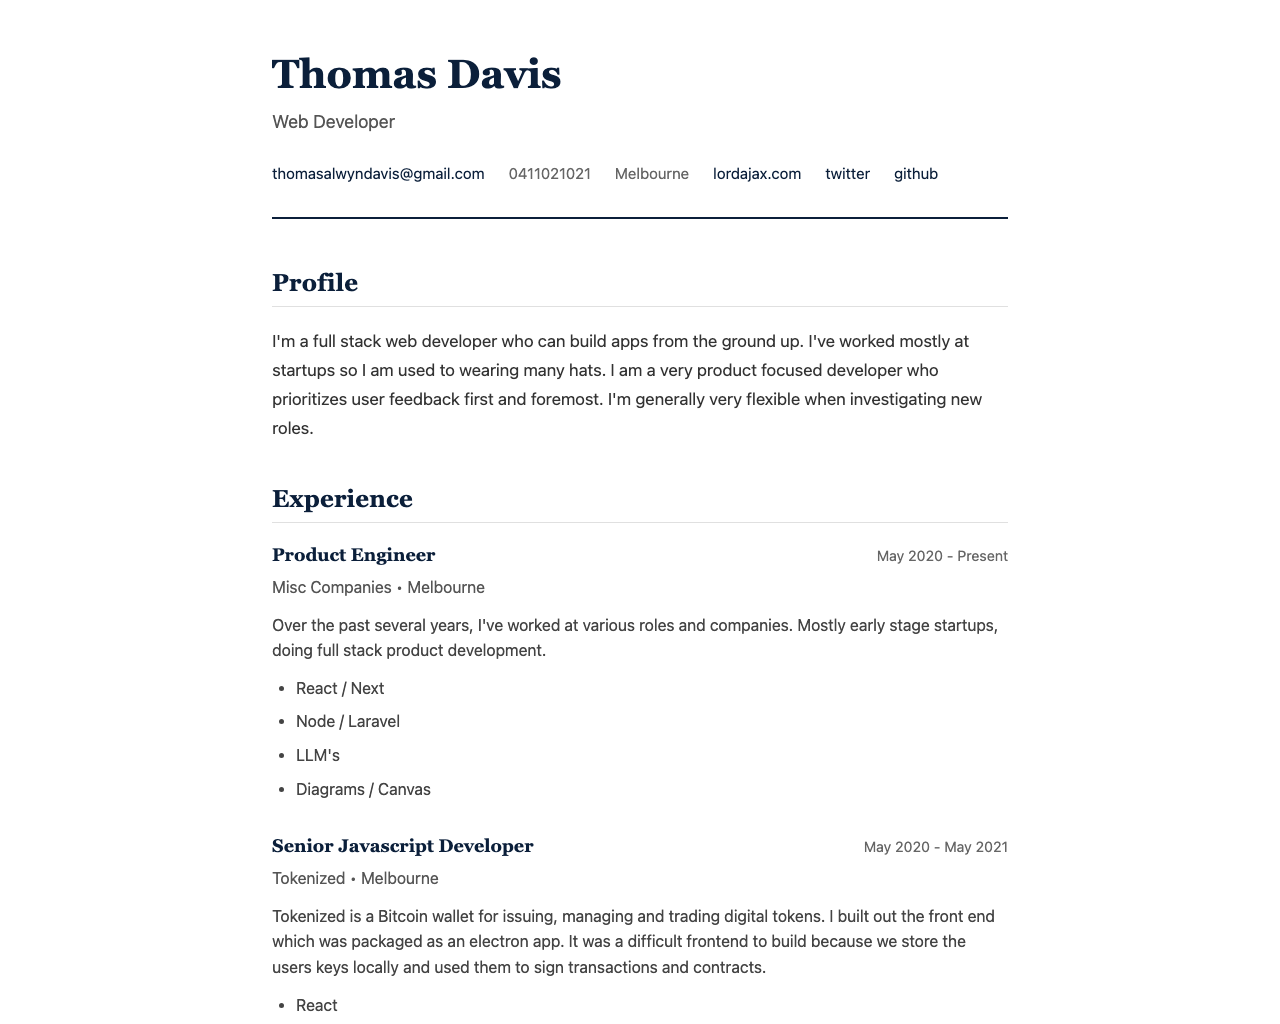 Thomas Davis
Web Developer
thomasalwyndavis@gmail.com 0411021021 Melbourne lordajax.com twitter github
Profile
I'm a full stack web developer who can build apps from the ground up. I've worked mostly at
startups so I am used to wearing many hats. I am a very product focused developer who
prioritizes user feedback first and foremost. I'm generally very flexible when investigating new
roles.
Experience
Product Engineer May 2020 - Present
Misc Companies • Melbourne
Over the past several years, I've worked at various roles and companies. Mostly early stage startups,
doing full stack product development.
• React / Next
• Node / Laravel
• LLM's
• Diagrams / Canvas
Senior Javascript Developer May 2020 - May 2021
Tokenized • Melbourne
Tokenized is a Bitcoin wallet for issuing, managing and trading digital tokens. I built out the front end
which was packaged as an electron app. It was a difficult frontend to build because we store the
users keys locally and used them to sign transactions and contracts.
• React